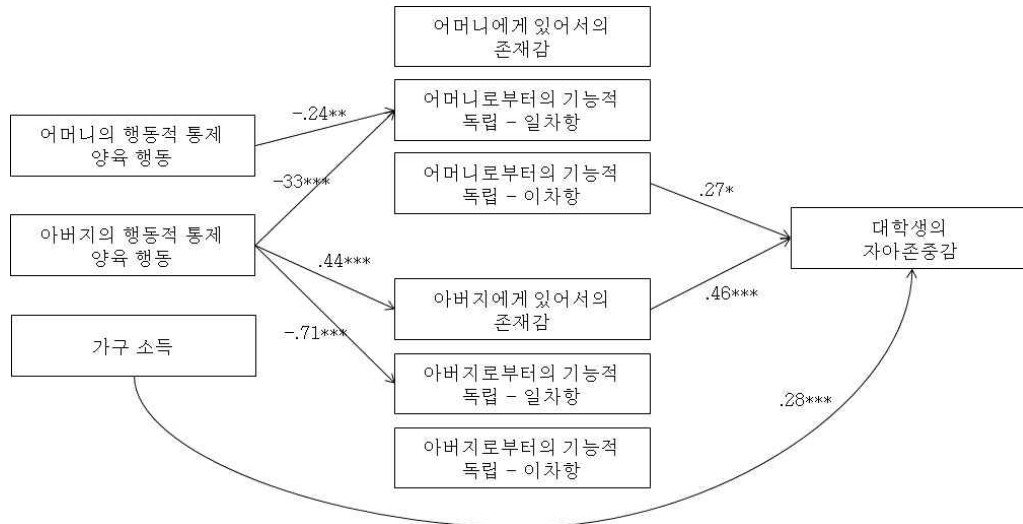 어머니에게 있어서의
존재감
어머니로부터의 기능적
독립 – 일차항
어머니로부터의 기능적
독립 – 이차항
아버지에게 있어서의
존재감
아버지로부터의 기능적
독립 – 일차항
아버지로부터의 기능적
독립 – 이차항
어머니의 행동적 통제
양육 행동
아버지의 행동적 통제
양육 행동
가구 소득
대학생의
자아존중감
-.24**
-33***
.44***
-.71***
.27*
.46***
.28***